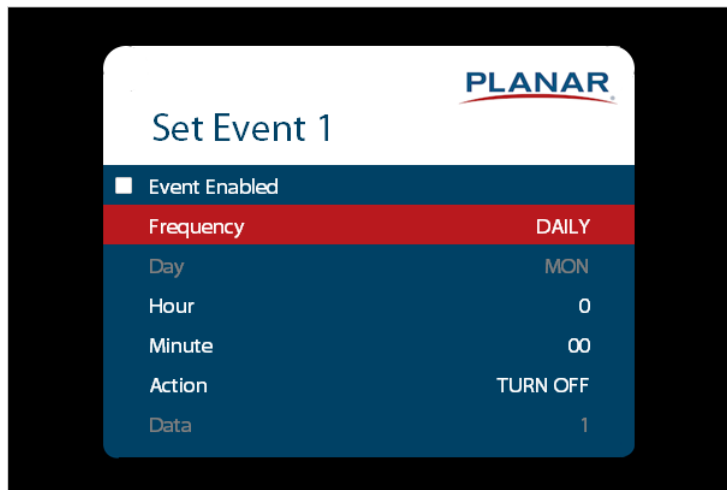 PLANAR
Set Event 1
Event Enabled
Frequency DAILY
Day MON
Hour 0
Minute 00
Action TURN OFF
Data 1